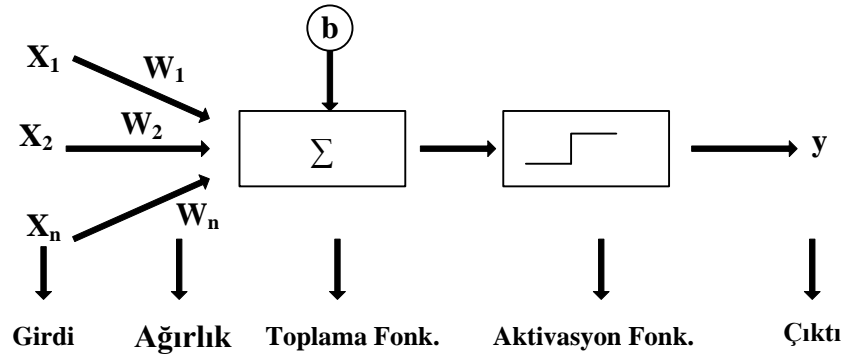 b
X₁
W₁
X₂
W₂
Σ
y
Xₙ
Wₙ
Girdi
Ağırlık
Toplama Fonk.
Aktivasyon Fonk.
Çıktı